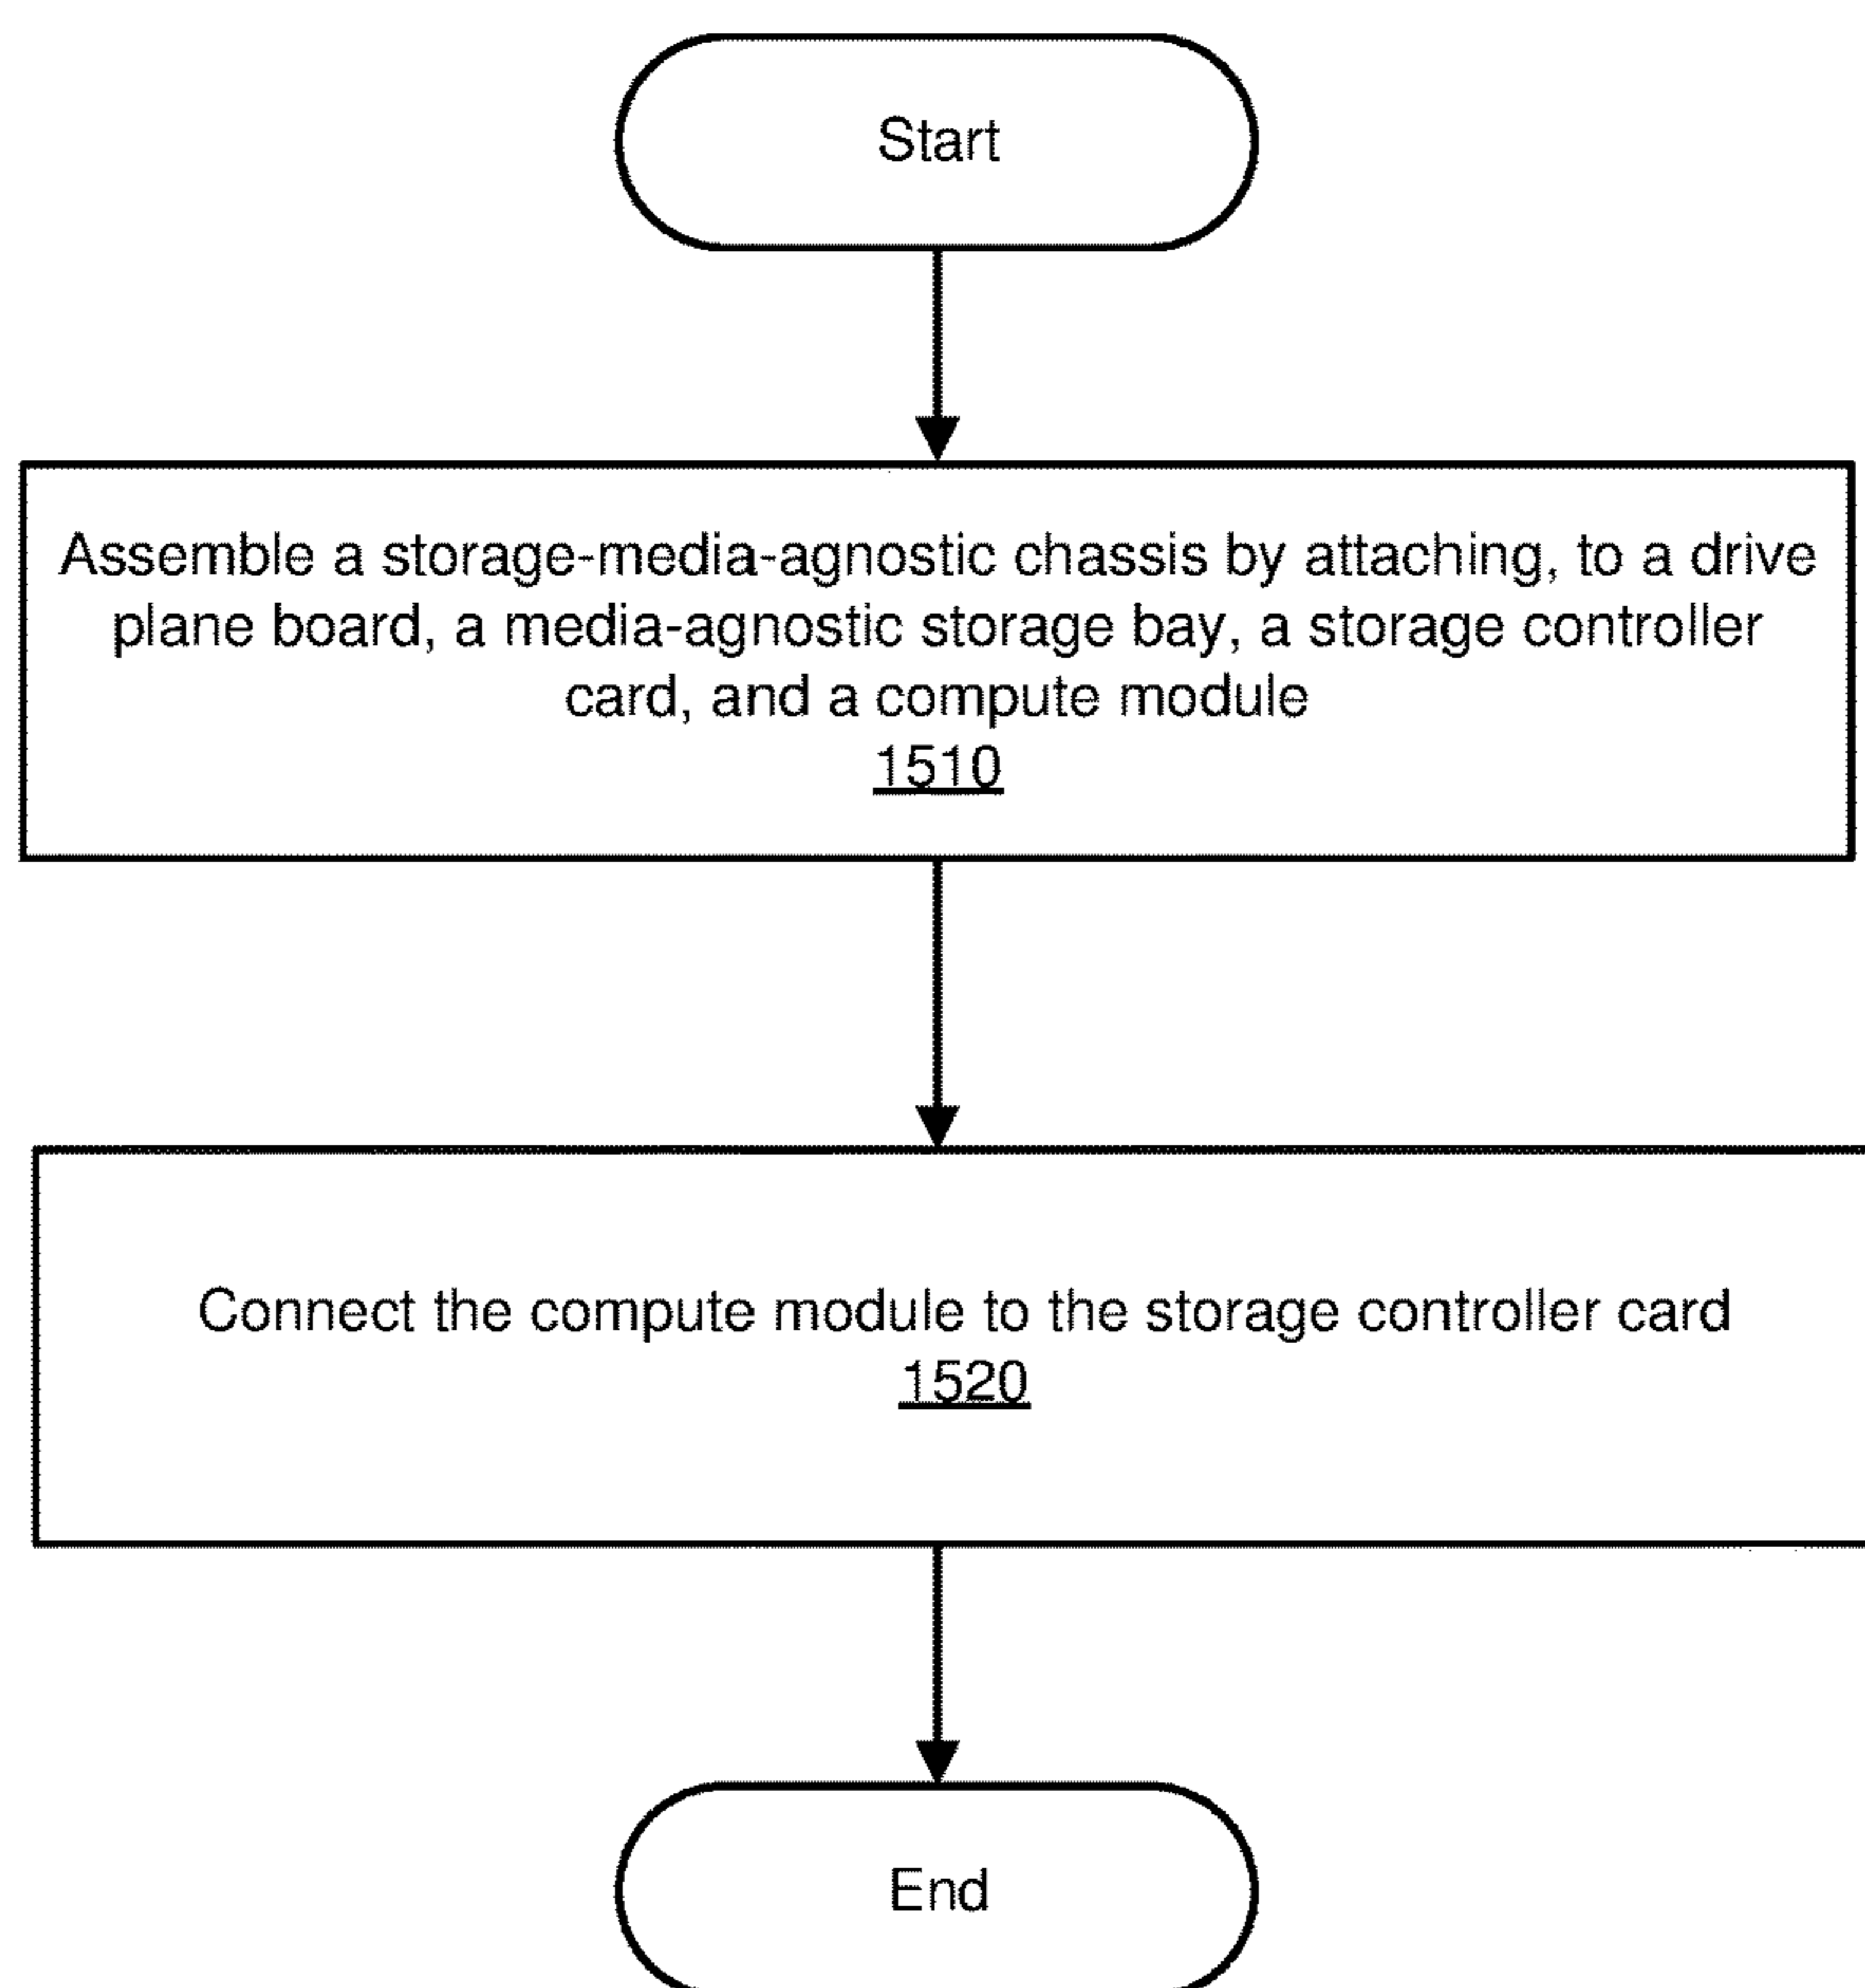 Start
Assemble a storage-media-agnostic chassis by attaching, to a drive
plane board, a media-agnostic storage bay, a storage controller
card, and a compute module
1510
Connect the compute module to the storage controller card
1520
End